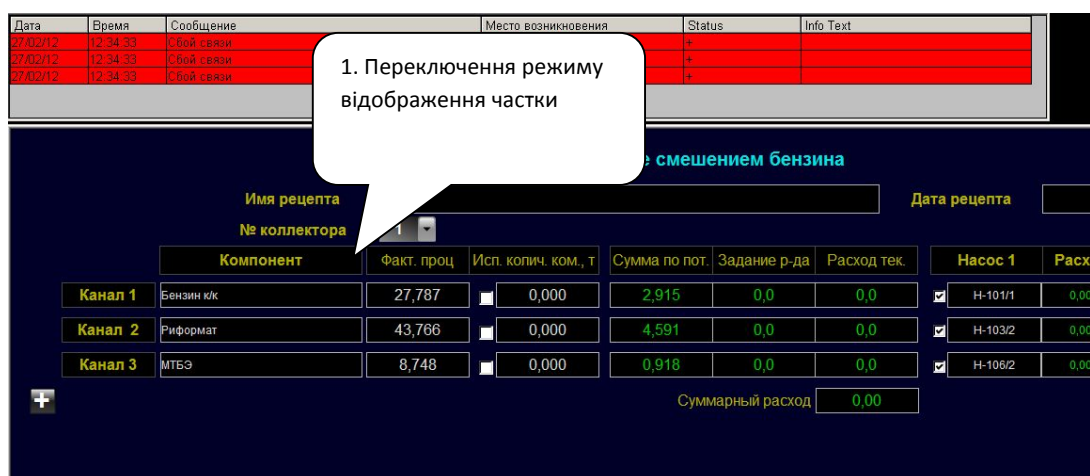 Дата Время Сообщение Место возникновения Status Info Text
27/02/12 12:34:33 Сбой связи +
27/02/12 12:34:33 Сбой связи +
27/02/12 12:34:33 Сбой связи +
1. Переключення режиму
відображення частки
смешением бензина
Имя рецепта Дата рецепта
№ коллектора 1
Компонент Факт. проц Исп. копич. ком., т Сумма по пот. Задание р-да Расход тек. Насос 1
Канал 1 Бензин к/к 27,787 0,000 2,915 0,0 0,0 Н-101/1
Канал 2 Риформат 43,766 0,000 4,591 0,0 0,0 Н-103/2
Канал 3 МТБЭ 8,748 0,000 0,918 0,0 0,0 Н-106/2
Суммарный расход 0,00